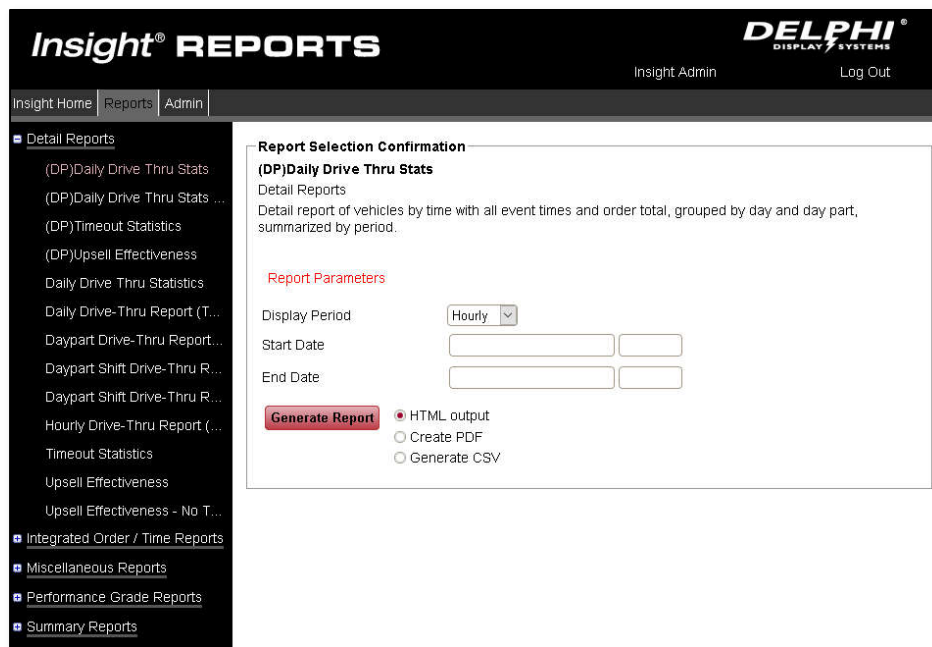 Insight® REPORTS
DELPHI®
DISPLAY SYSTEMS
Insight Admin
Log Out
Insight Home
Reports
Admin
Detail Reports
(DP)Daily Drive Thru Stats
(DP)Daily Drive Thru Stats ...
(DP)Timeout Statistics
(DP)Upsell Effectiveness
Daily Drive Thru Statistics
Daily Drive-Thru Report (T...
Daypart Drive-Thru Report...
Daypart Shift Drive-Thru R...
Daypart Shift Drive-Thru R...
Hourly Drive-Thru Report (...
Timeout Statistics
Upsell Effectiveness
Upsell Effectiveness - No T...
Integrated Order / Time Reports
Miscellaneous Reports
Performance Grade Reports
Summary Reports
Report Selection Confirmation
(DP)Daily Drive Thru Stats
Detail Reports
Detail report of vehicles by time with all event times and order total, grouped by day and day part,
summarized by period.
Report Parameters
Display Period
Hourly
Start Date
End Date
Generate Report
HTML output
Create PDF
Generate CSV